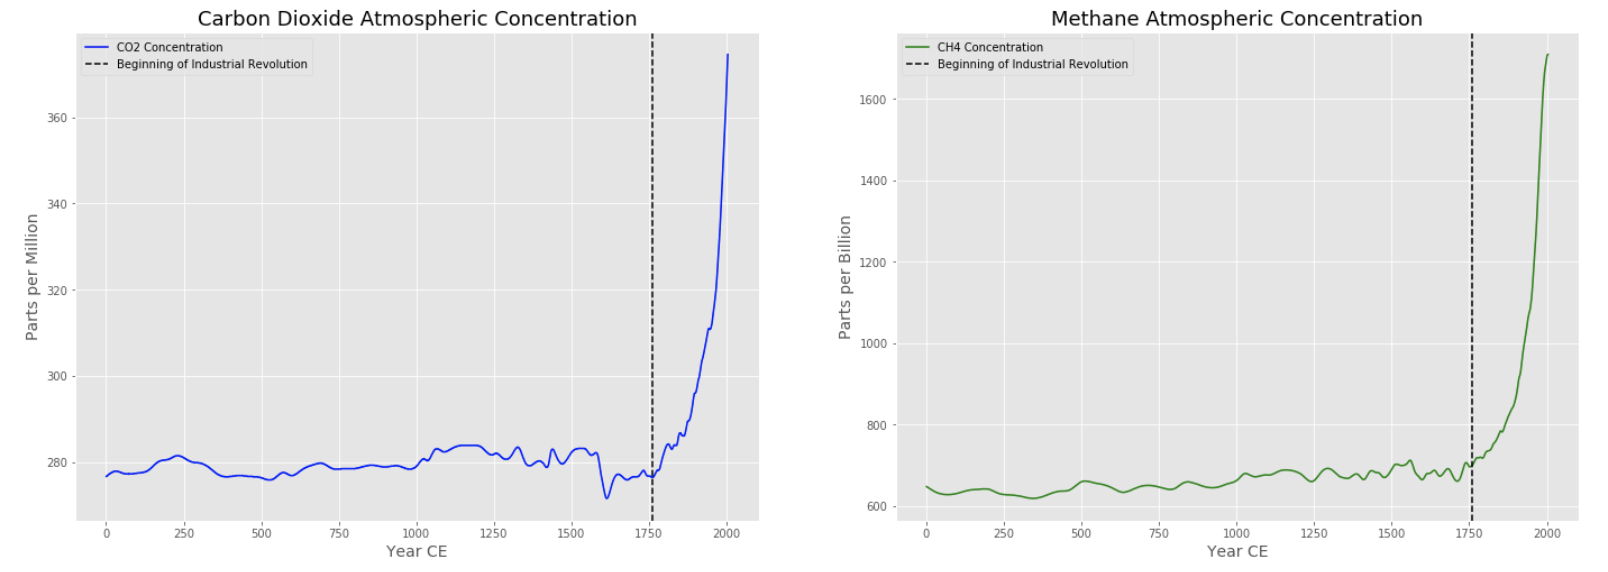 Carbon Dioxide Atmospheric Concentration
CO2 Concentration
Beginning of Industrial Revolution
360
340
320
300
280
Parts per Million
0 250 500 750 1000 1250 1500 1750 2000
Year CE
Methane Atmospheric Concentration
CH4 Concentration
Beginning of Industrial Revolution
1600
1400
1200
1000
800
600
Parts per Billion
0 250 500 750 1000 1250 1500 1750 2000
Year CE